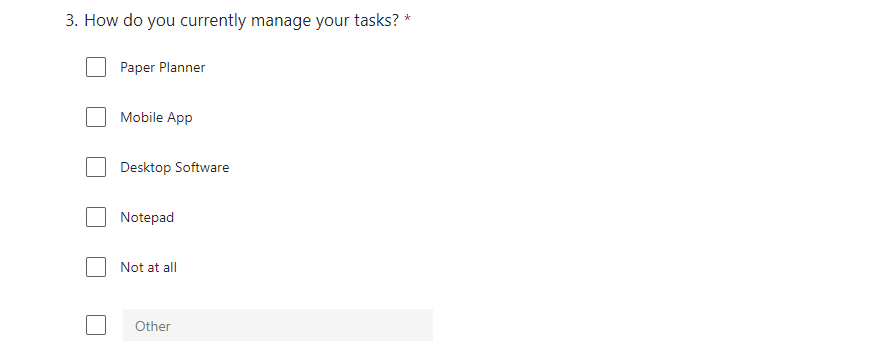 3. How do you currently manage your tasks? *
Paper Planner
Mobile App
Desktop Software
Notepad
Not at all
Other